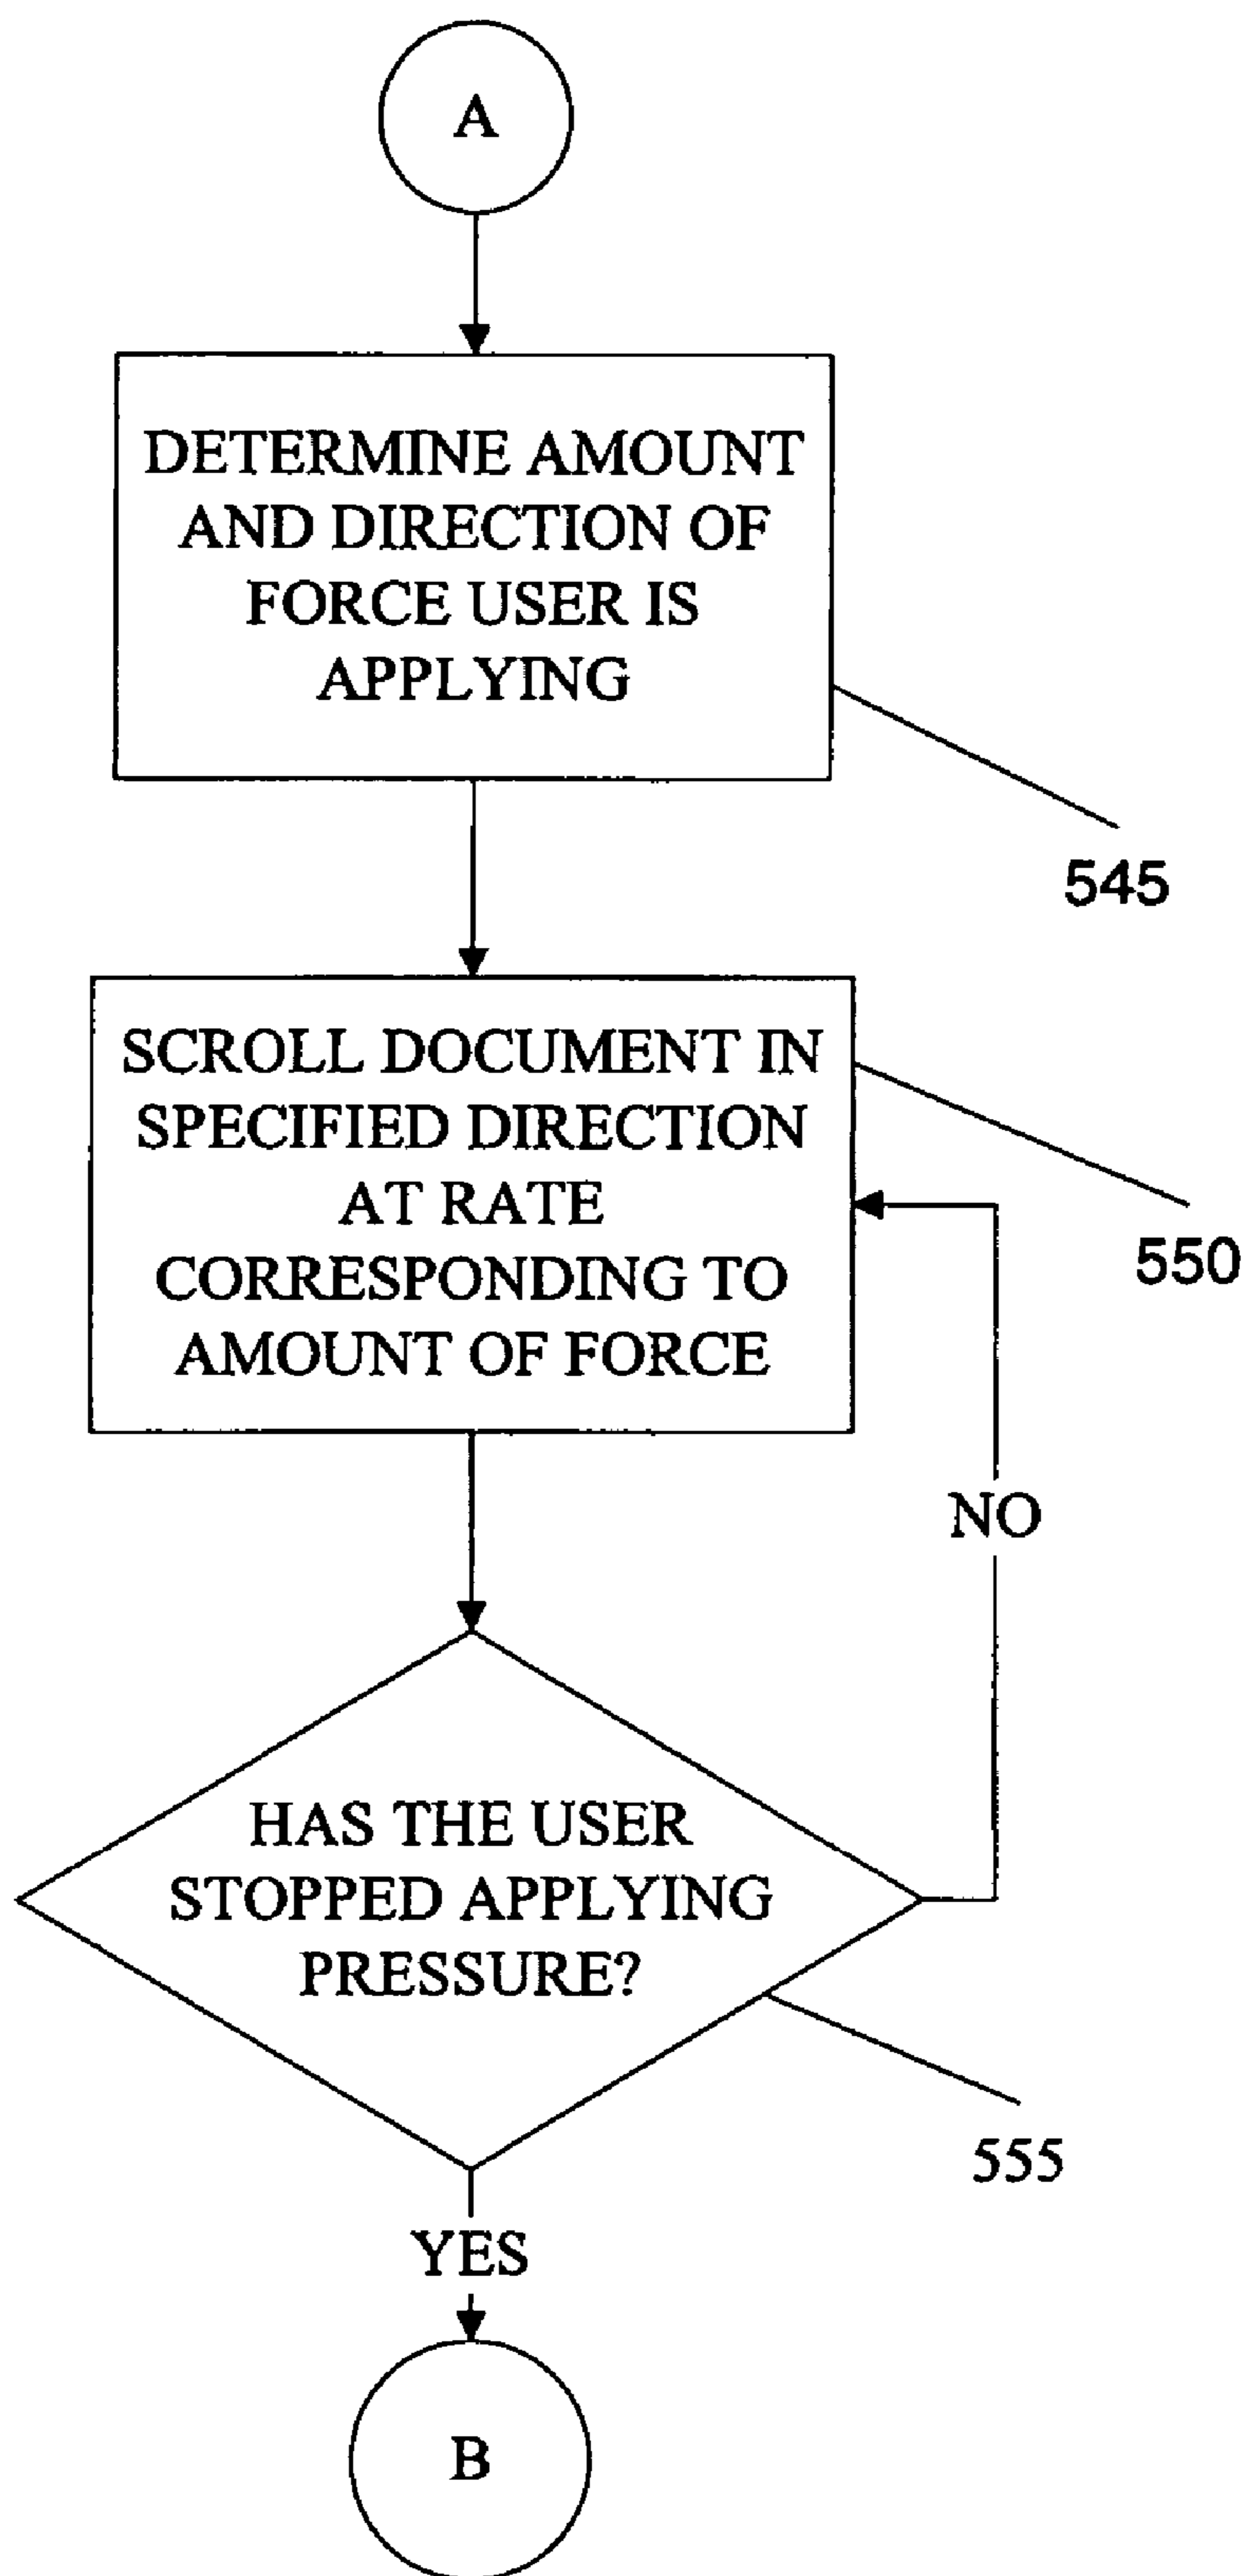 A
DETERMINE AMOUNT
AND DIRECTION OF
FORCE USER IS
APPLYING
545
SCROLL DOCUMENT IN
SPECIFIED DIRECTION
AT RATE
CORRESPONDING TO
AMOUNT OF FORCE
550
NO
HAS THE USER
STOPPED APPLYING
PRESSURE?
555
YES
B